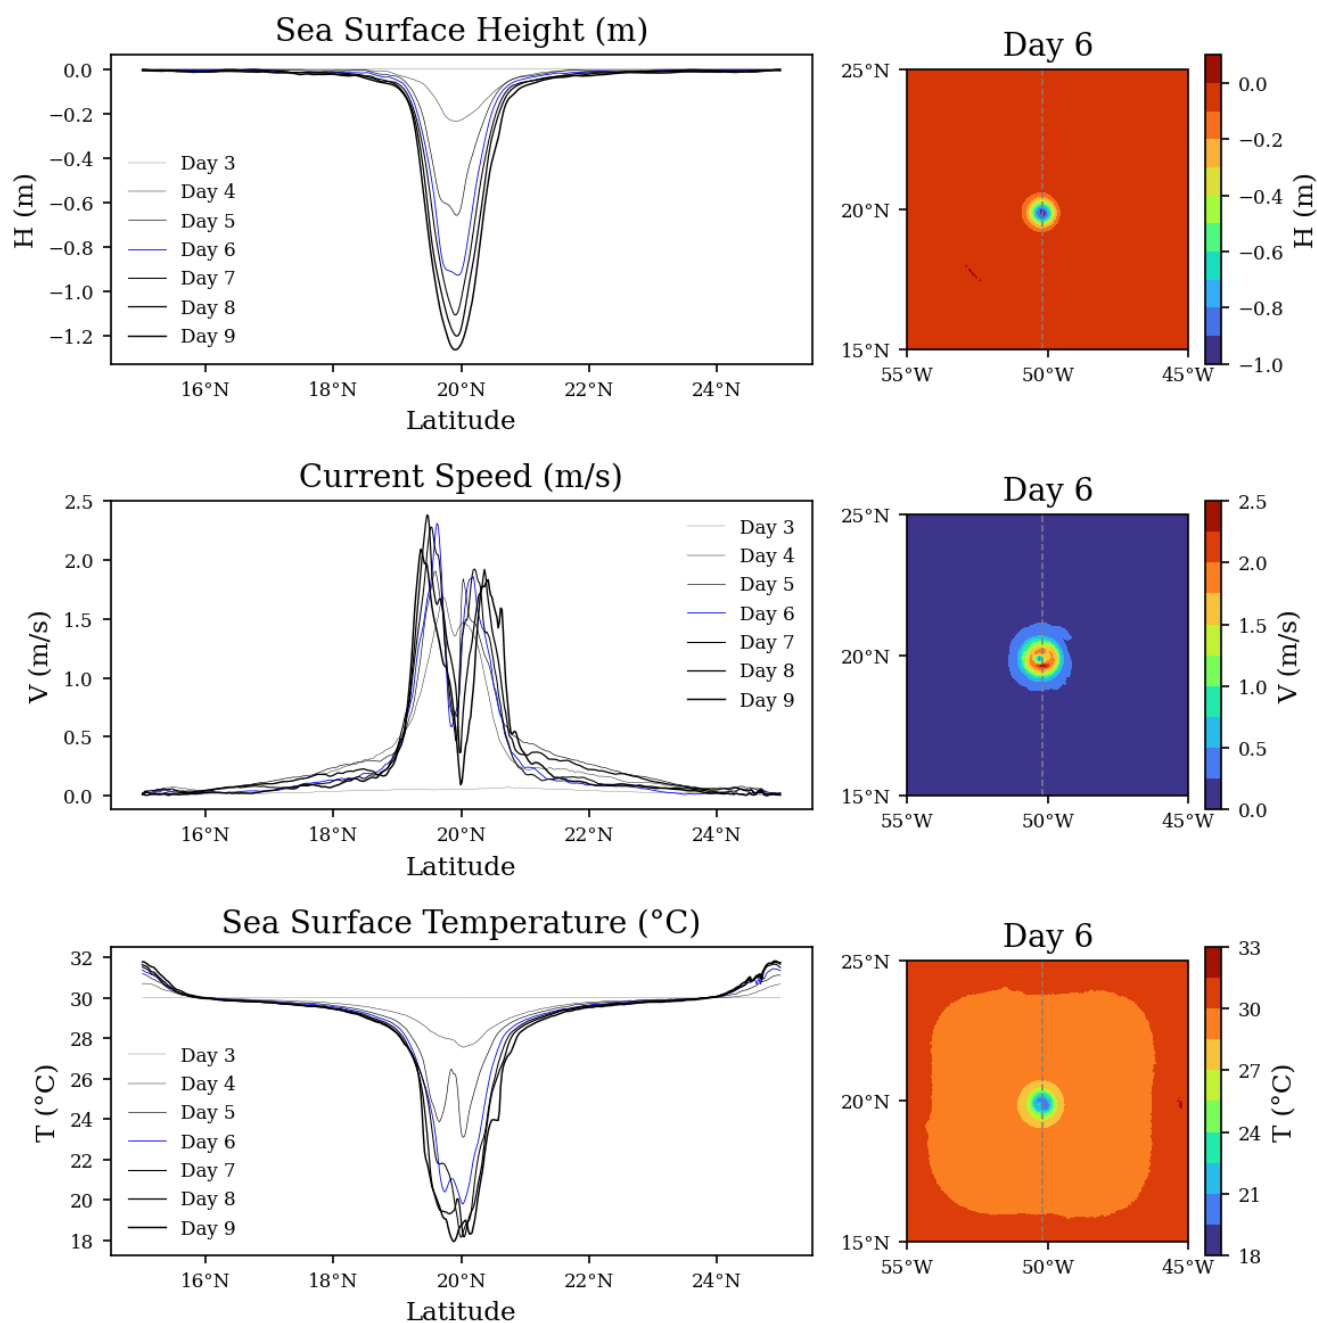 Sea Surface Height (m)
H (m)
0.0
−0.2
−0.4
−0.6
−0.8
−1.0
−1.2
Day 3
Day 4
Day 5
Day 6
Day 7
Day 8
Day 9
16°N 18°N 20°N 22°N 24°N
Latitude
Day 6
25°N
20°N
15°N
55°W 50°W 45°W
0.0
−0.2
−0.4
−0.6
−0.8
−1.0
H (m)
Current Speed (m/s)
V (m/s)
2.5
2.0
1.5
1.0
0.5
0.0
Day 3
Day 4
Day 5
Day 6
Day 7
Day 8
Day 9
16°N 18°N 20°N 22°N 24°N
Latitude
Day 6
25°N
20°N
15°N
55°W 50°W 45°W
2.5
2.0
1.5
1.0
0.5
0.0
V (m/s)
Sea Surface Temperature (°C)
T (°C)
32
30
28
26
24
22
20
18
Day 3
Day 4
Day 5
Day 6
Day 7
Day 8
Day 9
16°N 18°N 20°N 22°N 24°N
Latitude
Day 6
25°N
20°N
15°N
55°W 50°W 45°W
33
30
27
24
21
18
T (°C)